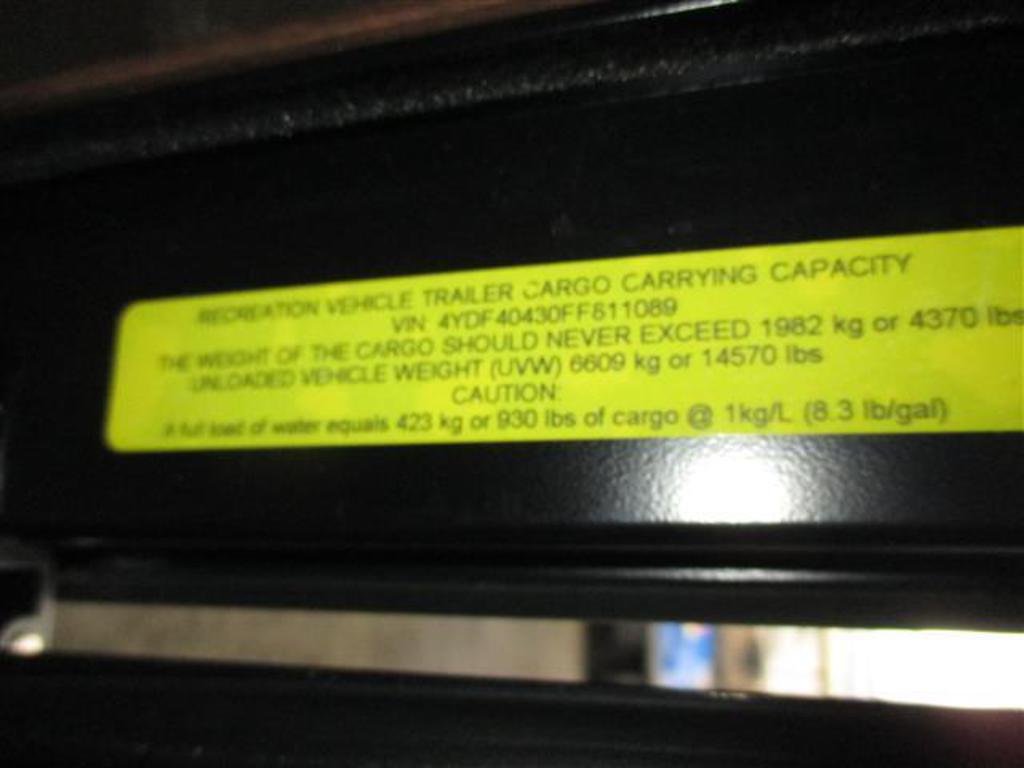 RECREATION VEHICLE TRAILER CARGO CARRYING CAPACITY
VIN 4YDF40430FF811089
THE WEIGHT OF THE CARGO SHOULD NEVER EXCEED 1982 kg or 4370 lbs
UNLOADED VEHICLE WEIGHT (UVW) 6609 kg or 14570 lbs
CAUTION:
A full load of water equals 423 kg or 930 lbs of cargo @ 1kg/L (8.3 lb/gal)